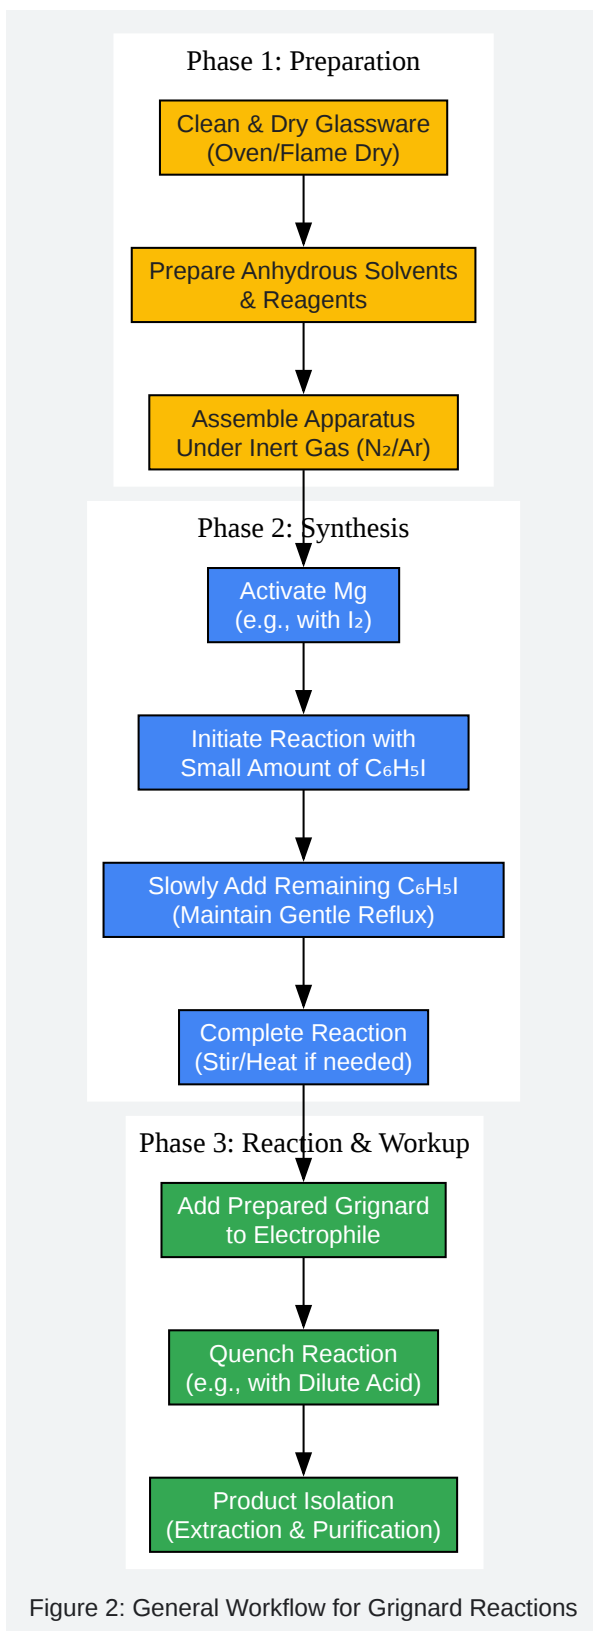 Phase 1: Preparation
Clean & Dry Glassware
(Oven/Flame Dry)
Prepare Anhydrous Solvents
& Reagents
Assemble Apparatus
Under Inert Gas (N₂/Ar)
Phase 2: Synthesis
Activate Mg
(e.g., with I₂)
Initiate Reaction with
Small Amount of C₆H₅I
Slowly Add Remaining C₆H₅I
(Maintain Gentle Reflux)
Complete Reaction
(Stir/Heat if needed)
Phase 3: Reaction & Workup
Add Prepared Grignard
to Electrophile
Quench Reaction
(e.g., with Dilute Acid)
Product Isolation
(Extraction & Purification)
Figure 2: General Workflow for Grignard Reactions